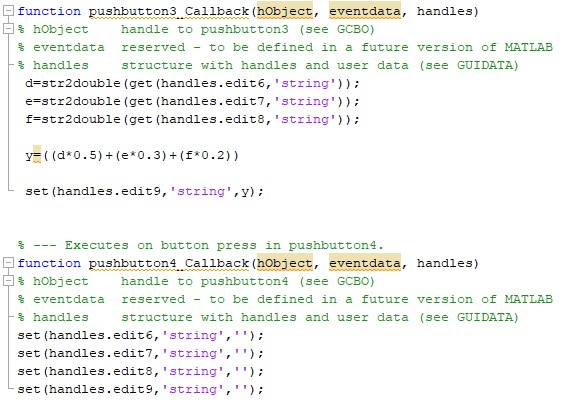 function pushbutton3_Callback(hObject, eventdata, handles)
% hObject    handle to pushbutton3 (see GCBO)
% eventdata  reserved - to be defined in a future version of MATLAB
% handles    structure with handles and user data (see GUIDATA)
d=str2double(get(handles.edit6,'string'));
e=str2double(get(handles.edit7,'string'));
f=str2double(get(handles.edit8,'string'));
y=((d*0.5)+(e*0.3)+(f*0.2))
set(handles.edit9,'string',y);
% --- Executes on button press in pushbutton4.
function pushbutton4_Callback(hObject, eventdata, handles)
% hObject    handle to pushbutton4 (see GCBO)
% eventdata  reserved - to be defined in a future version of MATLAB
% handles    structure with handles and user data (see GUIDATA)
set(handles.edit6,'string','');
set(handles.edit7,'string','');
set(handles.edit8,'string','');
set(handles.edit9,'string','');